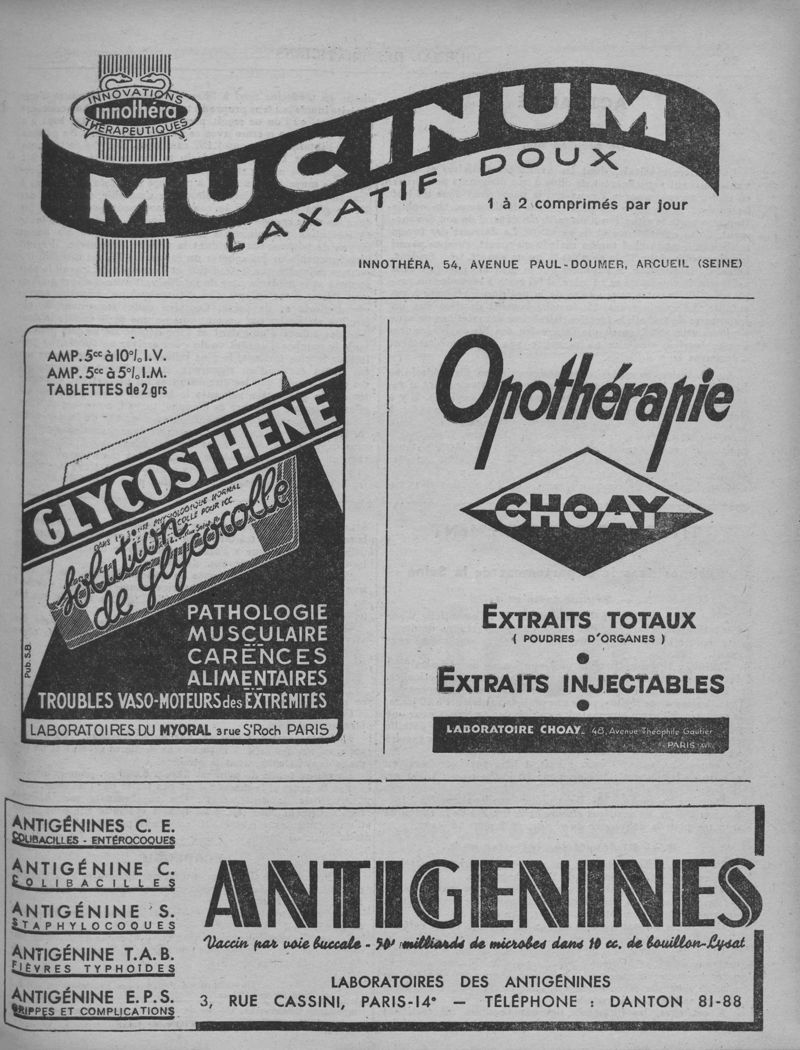 INNOVATIONS
innothéra
THÉRAPEUTIQUES
MUCINUM
LAXATIF DOUX
1 à 2 comprimés par jour
INNOTHÉRA, 54, AVENUE PAUL-DOUMER, ARCUEIL (SEINE)
AMP. 5cc à 10% I.V.
AMP. 5cc à 5% I.M.
TABLETTES de 2 grs
GLYCOSTHENE
Solution
de glycocolle
PATHOLOGIE
MUSCULAIRE
CARENCES
ALIMENTAIRES
TROUBLES VASO-MOTEURS des EXTRÉMITÉS
Pub. S.B.
LABORATOIRES DU MYORAL 3 rue St Roch PARIS
Opothérapie
CHOAY
EXTRAITS TOTAUX
( POUDRES D'ORGANES )
EXTRAITS INJECTABLES
LABORATOIRE CHOAY. 48, Avenue Théophile Gautier
PARIS
ANTIGÉNINES C. E.
COLIBACILLES - ENTÉROCOQUES
ANTIGÉNINE C.
COLIBACILLES
ANTIGÉNINE S.
STAPHYLOCOQUES
ANTIGÉNINE T.A.B.
FIÈVRES TYPHOÏDES
ANTIGÉNINE E.P.S.
GRIPPES ET COMPLICATIONS
ANTIGENINES
Vaccin par voie buccale - 50 milliards de microbes dans 10 cc. de bouillon-Lysat
LABORATOIRES DES ANTIGÉNINES
3, RUE CASSINI, PARIS-14e — TÉLÉPHONE : DANTON 81-88